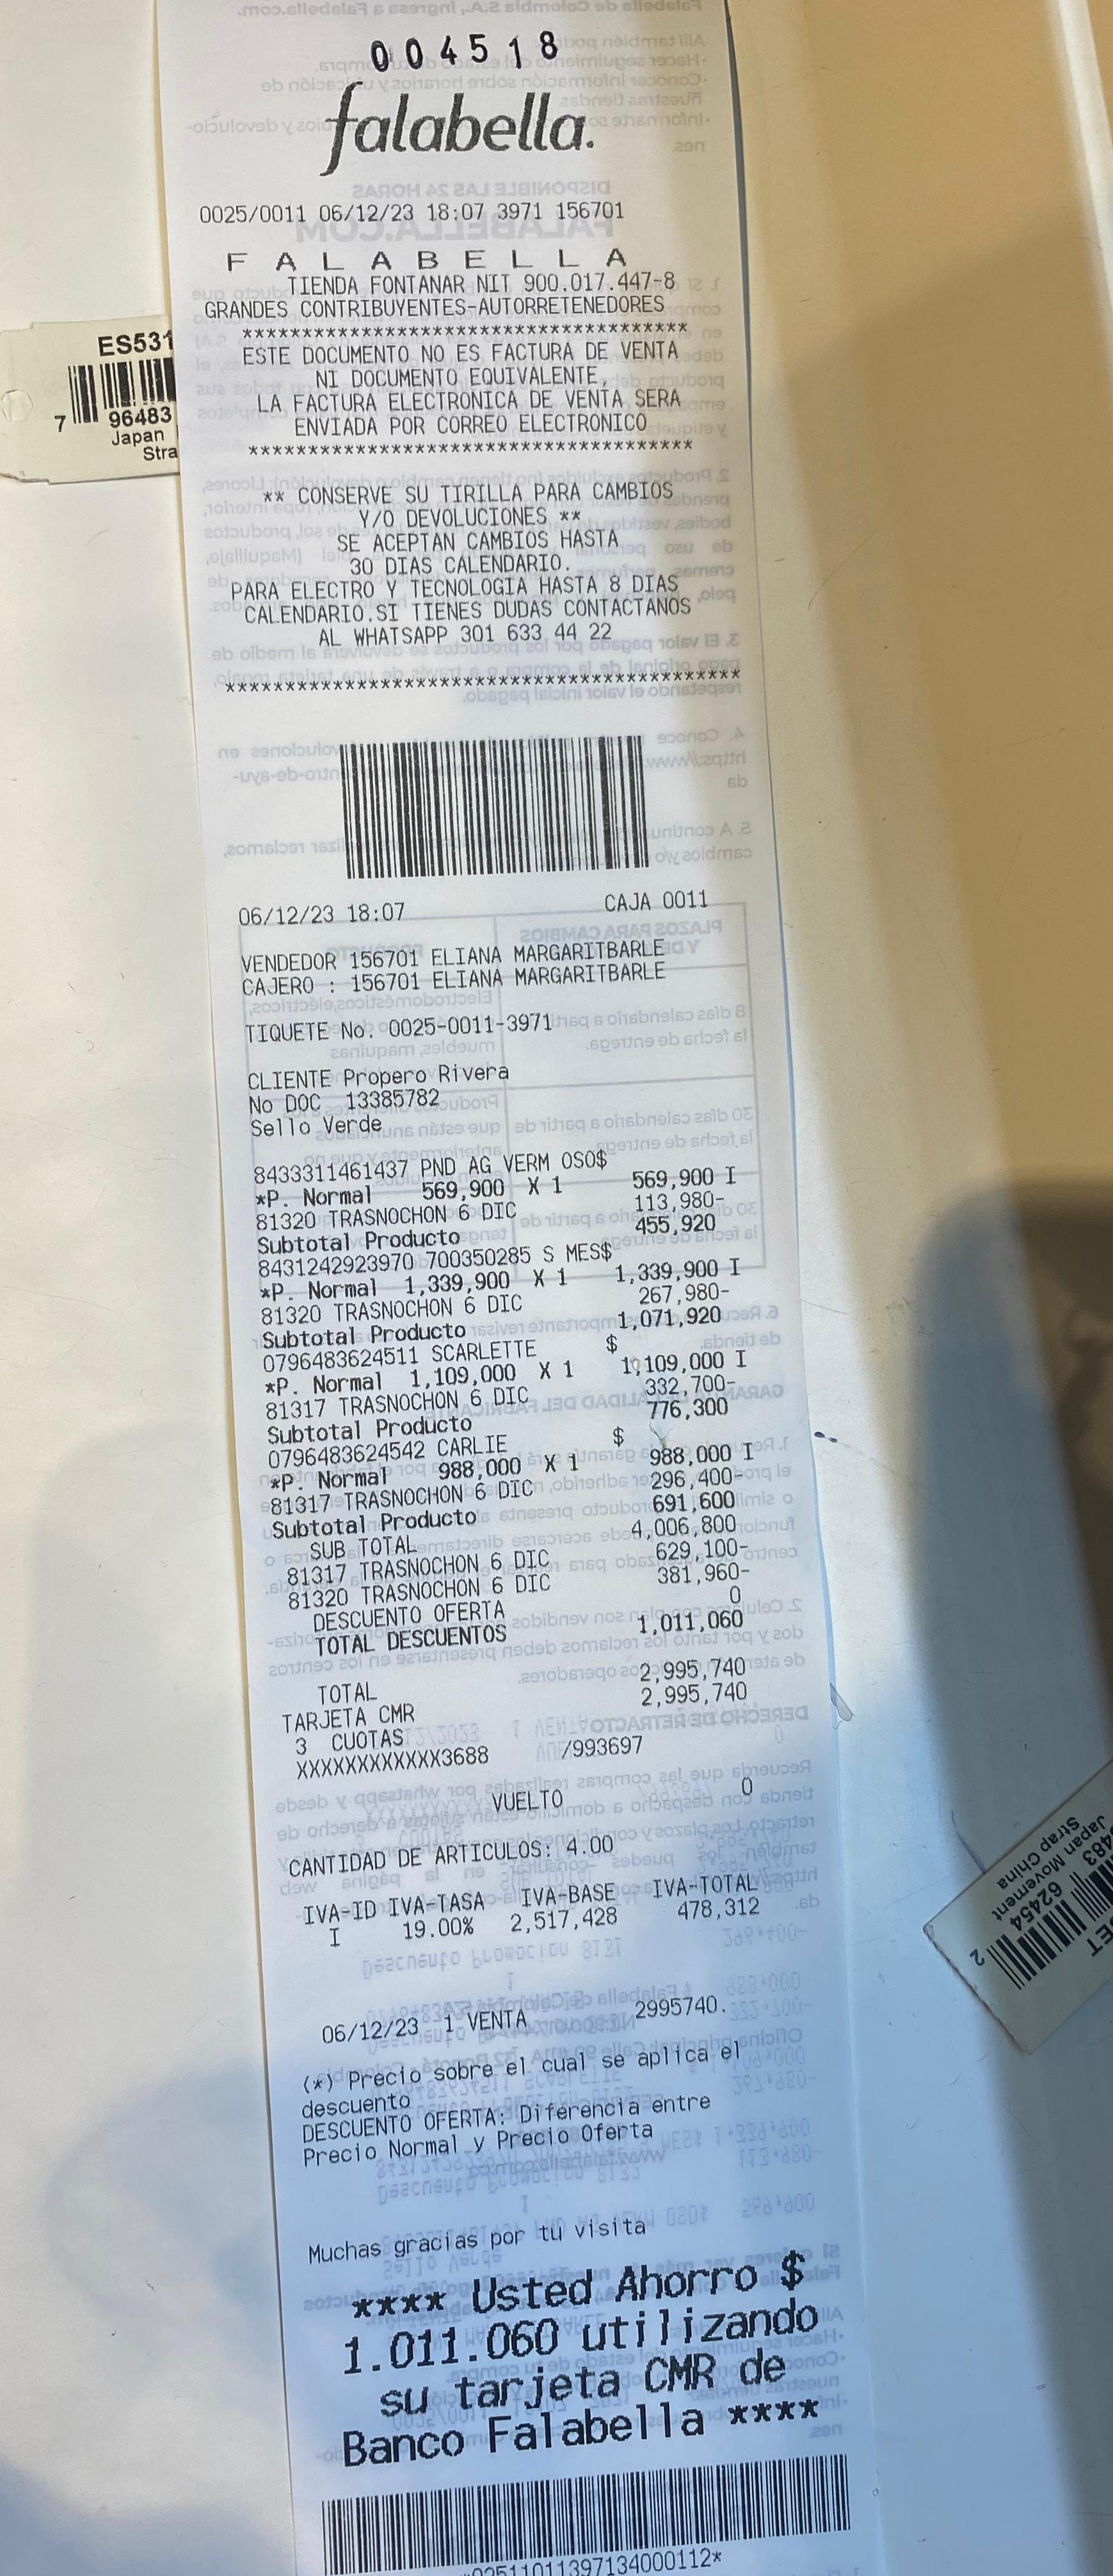 004518
falabella.
0025/0011 06/12/23 18:07 3971 156701
F A L A B E L L A
TIENDA FONTANAR NIT 900.017.447-8
GRANDES CONTRIBUYENTES-AUTORRETENEDORES
*************************************
ESTE DOCUMENTO NO ES FACTURA DE VENTA
NI DOCUMENTO EQUIVALENTE,
LA FACTURA ELECTRONICA DE VENTA SERA
ENVIADA POR CORREO ELECTRONICO
*************************************
** CONSERVE SU TIRILLA PARA CAMBIOS
Y/O DEVOLUCIONES **
SE ACEPTAN CAMBIOS HASTA
30 DIAS CALENDARIO.
PARA ELECTRO Y TECNOLOGIA HASTA 8 DIAS
CALENDARIO.SI TIENES DUDAS CONTACTANOS
AL WHATSAPP 301 633 44 22
*******************************************
06/12/23 18:07 CAJA 0011
VENDEDOR 156701 ELIANA MARGARITBARLE
CAJERO : 156701 ELIANA MARGARITBARLE
TIQUETE No. 0025-0011-3971
CLIENTE Propero Rivera
No DOC 13385782
Sello Verde
8433311461437 PND AG VERM OSO$
*P. Normal 569,900 X 1 569,900 I
81320 TRASNOCHON 6 DIC 113,980-
Subtotal Producto 455,920
8431242923970 700350285 S MES$
*P. Normal 1,339,900 X 1 1,339,900 I
81320 TRASNOCHON 6 DIC 267,980-
Subtotal Producto 1,071,920
0796483624511 SCARLETTE $
*P. Normal 1,109,000 X 1 1,109,000 I
81317 TRASNOCHON 6 DIC 332,700-
Subtotal Producto 776,300
0796483624542 CARLIE $
*P. Normal 988,000 X 1 988,000 I
81317 TRASNOCHON 6 DIC 296,400-
Subtotal Producto 691,600
SUB TOTAL 4,006,800
81317 TRASNOCHON 6 DIC 629,100-
81320 TRASNOCHON 6 DIC 381,960-
DESCUENTO OFERTA 0
TOTAL DESCUENTOS 1,011,060
TOTAL 2,995,740
TARJETA CMR 2,995,740
3 CUOTAS
XXXXXXXXXXXX3688 /993697
VUELTO 0
CANTIDAD DE ARTICULOS: 4.00
IVA-ID IVA-TASA IVA-BASE IVA-TOTAL
I 19.00% 2,517,428 478,312
06/12/23 1 VENTA 2995740.
(*) Precio sobre el cual se aplica el
descuento
DESCUENTO OFERTA: Diferencia entre
Precio Normal y Precio Oferta
Muchas gracias por tu visita
**** Usted Ahorro $
1.011.060 utilizando
su tarjeta CMR de
Banco Falabella ****
ES531
7 96483
Japan
Stra
62454 2
Japan Movement
Strap China